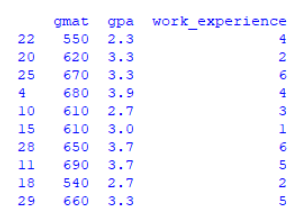 gmat gpa work_experience
22 550 2.3 4
20 620 3.3 2
25 670 3.3 6
4 680 3.9 4
10 610 2.7 3
15 610 3.0 1
28 650 3.7 6
11 690 3.7 5
18 540 2.7 2
29 660 3.3 5